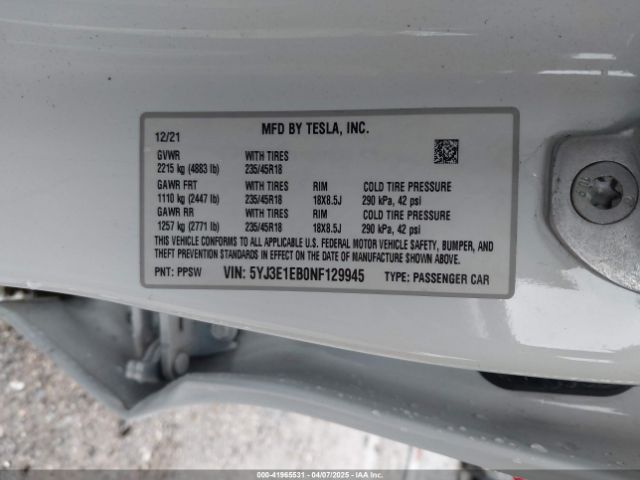 12/21
MFD BY TESLA, INC.
GVWR
WITH TIRES
2215 kg (4883 lb)
235/45R18
GAWR FRT
WITH TIRES
RIM
COLD TIRE PRESSURE
1110 kg (2447 lb)
235/45R18
18X8.5J
290 kPa, 42 psi
GAWR RR
WITH TIRES
RIM
COLD TIRE PRESSURE
1257 kg (2771 lb)
235/45R18
18X8.5J
290 kPa, 42 psi
THIS VEHICLE CONFORMS TO ALL APPLICABLE U.S. FEDERAL MOTOR VEHICLE SAFETY, BUMPER, AND
THEFT PREVENTION STANDARDS IN EFFECT ON THE DATE OF MANUFACTURE SHOWN ABOVE.
PNT: PPSW
VIN: 5YJ3E1EB0NF129945
TYPE: PASSENGER CAR
000-41965531 - 04/07/2025 - IAA Inc.